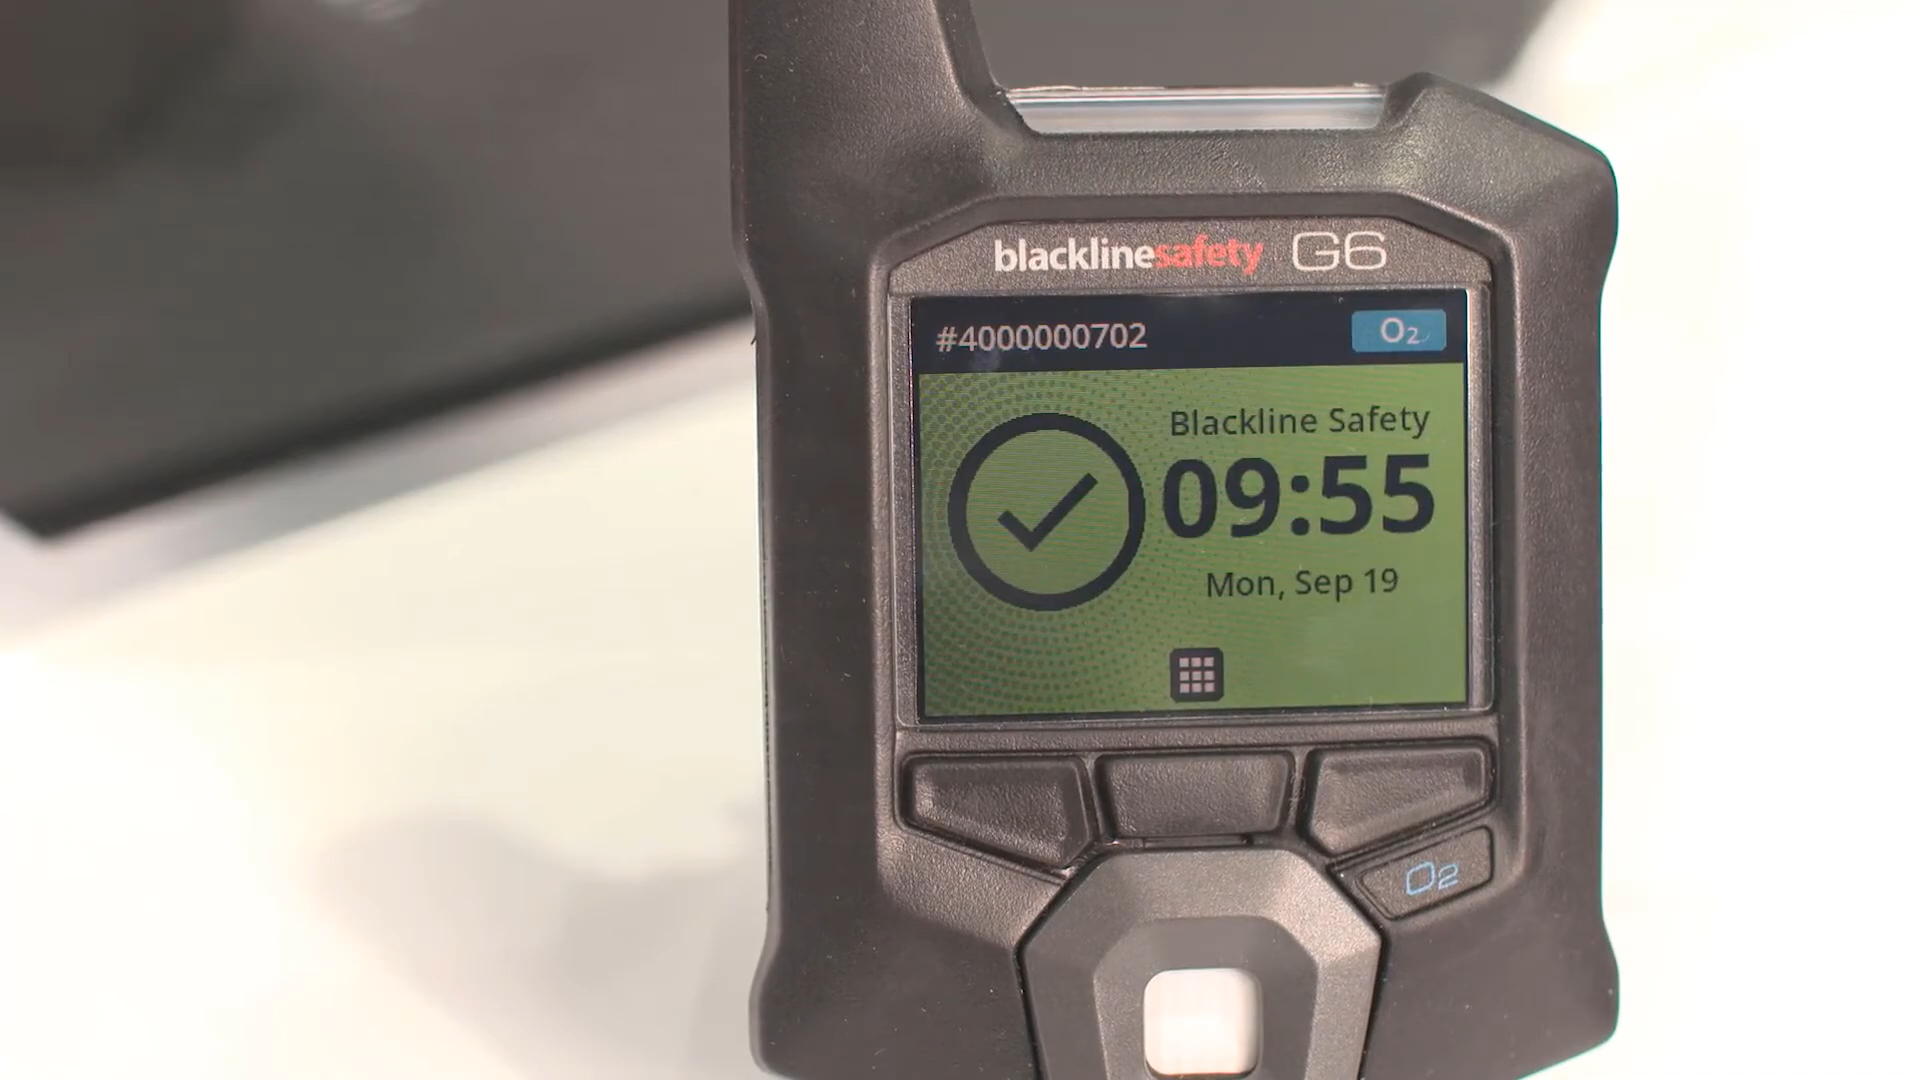 blacklinesafety G6
#4000000702 O₂
Blackline Safety
09:55
Mon, Sep 19
O2